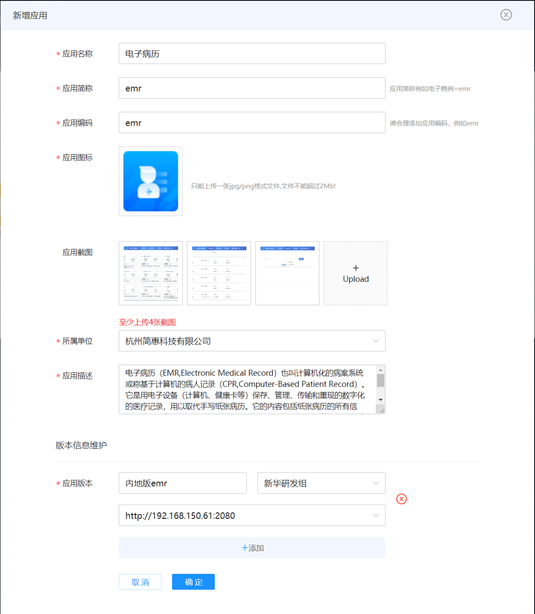 新增应用
* 应用名称 电子病历
* 应用简称 emr 应用简称例如电子病例=emr
* 应用编码 emr 请合理添加应用编码，例如emr
* 应用图标 只能上传一张jpg/png格式文件,文件不能超过2Mb!
应用截图
+
Upload
至少上传4张截图
* 所属单位 杭州简惠科技有限公司
* 应用描述 电子病历（EMR,Electronic Medical Record）也叫计算机化的病案系统
或称基于计算机的病人记录（CPR,Computer-Based Patient Record）。
它是用电子设备（计算机、健康卡等）保存、管理、传输和重现的数字化
的医疗记录，用以取代手写纸张病历。它的内容包括纸张病历的所有信
版本信息维护
* 应用版本 内地版emr 新华研发组
http://192.168.150.61:2080
+添加
取 消 确 定